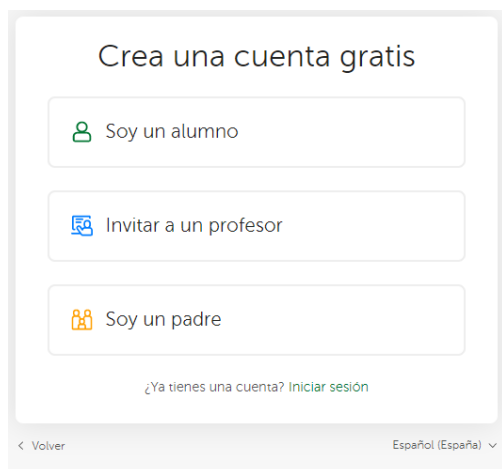 Crea una cuenta gratis
Soy un alumno
Invitar a un profesor
Soy un padre
¿Ya tienes una cuenta? Iniciar sesión
Volver
Español (España)